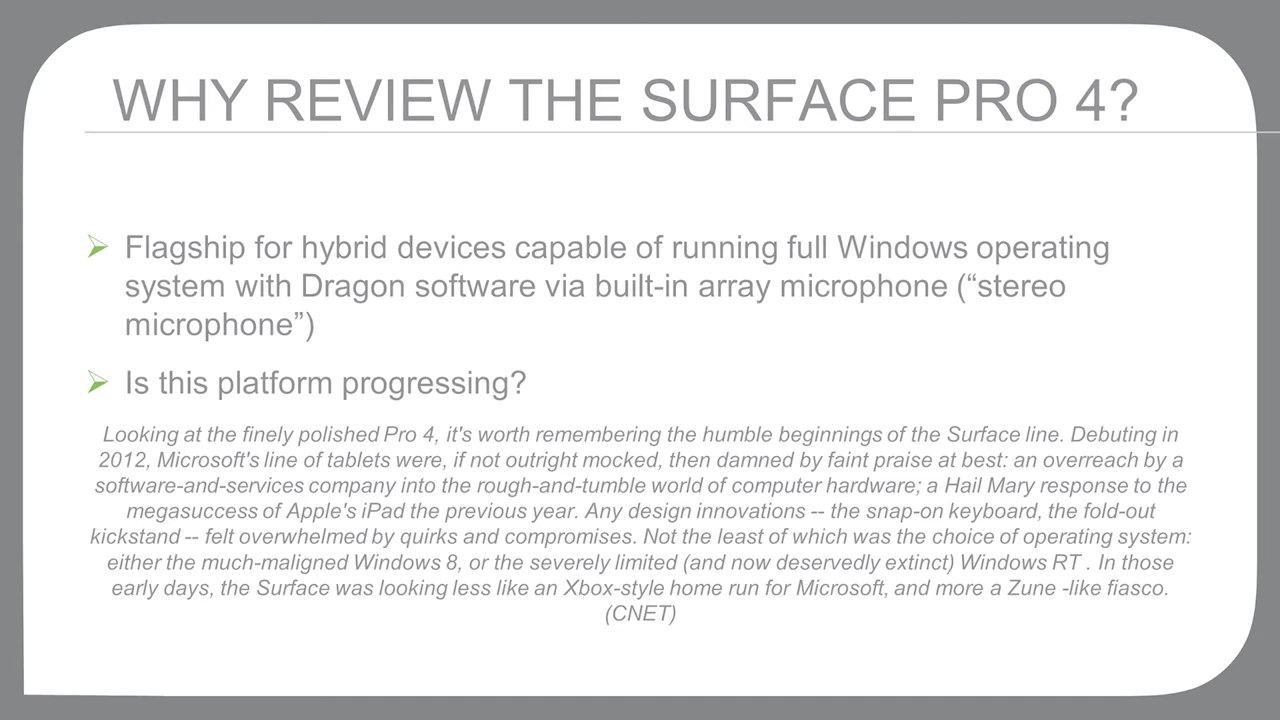 WHY REVIEW THE SURFACE PRO 4?
Flagship for hybrid devices capable of running full Windows operating
system with Dragon software via built-in array microphone (“stereo
microphone”)
Is this platform progressing?
Looking at the finely polished Pro 4, it's worth remembering the humble beginnings of the Surface line. Debuting in
2012, Microsoft's line of tablets were, if not outright mocked, then damned by faint praise at best: an overreach by a
software-and-services company into the rough-and-tumble world of computer hardware; a Hail Mary response to the
megasuccess of Apple's iPad the previous year. Any design innovations -- the snap-on keyboard, the fold-out
kickstand -- felt overwhelmed by quirks and compromises. Not the least of which was the choice of operating system:
either the much-maligned Windows 8, or the severely limited (and now deservedly extinct) Windows RT . In those
early days, the Surface was looking less like an Xbox-style home run for Microsoft, and more a Zune -like fiasco.
(CNET)